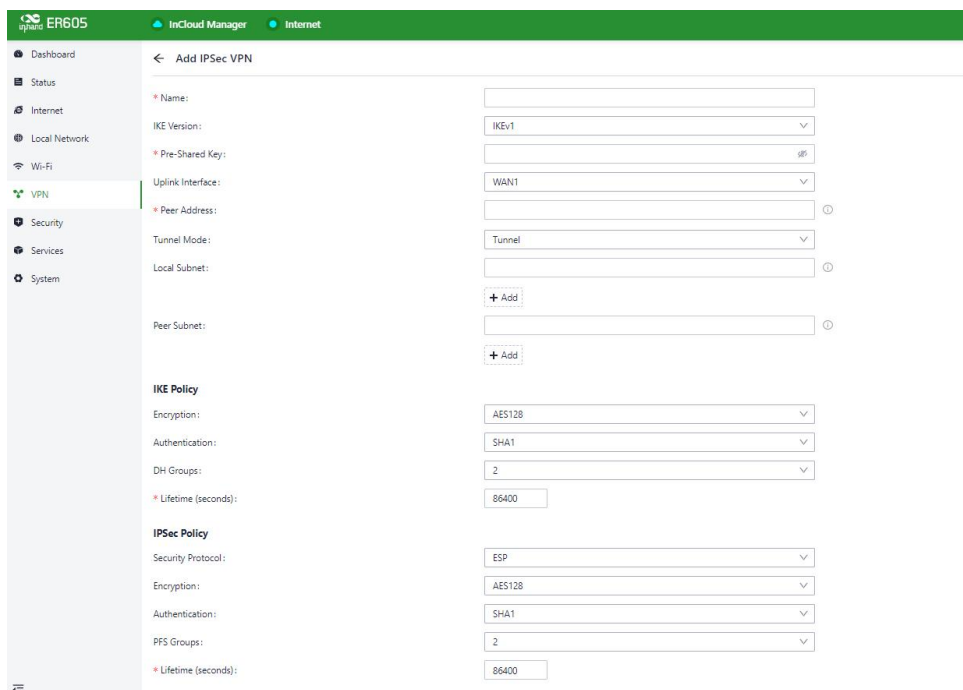 inhand ER605 InCloud Manager Internet
Dashboard
Status
Internet
Local Network
Wi-Fi
VPN
Security
Services
System
Add IPSec VPN
* Name:
IKE Version: IKEv1
* Pre-Shared Key:
Uplink Interface: WAN1
* Peer Address:
Tunnel Mode: Tunnel
Local Subnet:
+ Add
Peer Subnet:
+ Add
IKE Policy
Encryption: AES128
Authentication: SHA1
DH Groups: 2
* Lifetime (seconds): 86400
IPSec Policy
Security Protocol: ESP
Encryption: AES128
Authentication: SHA1
PFS Groups: 2
* Lifetime (seconds): 86400